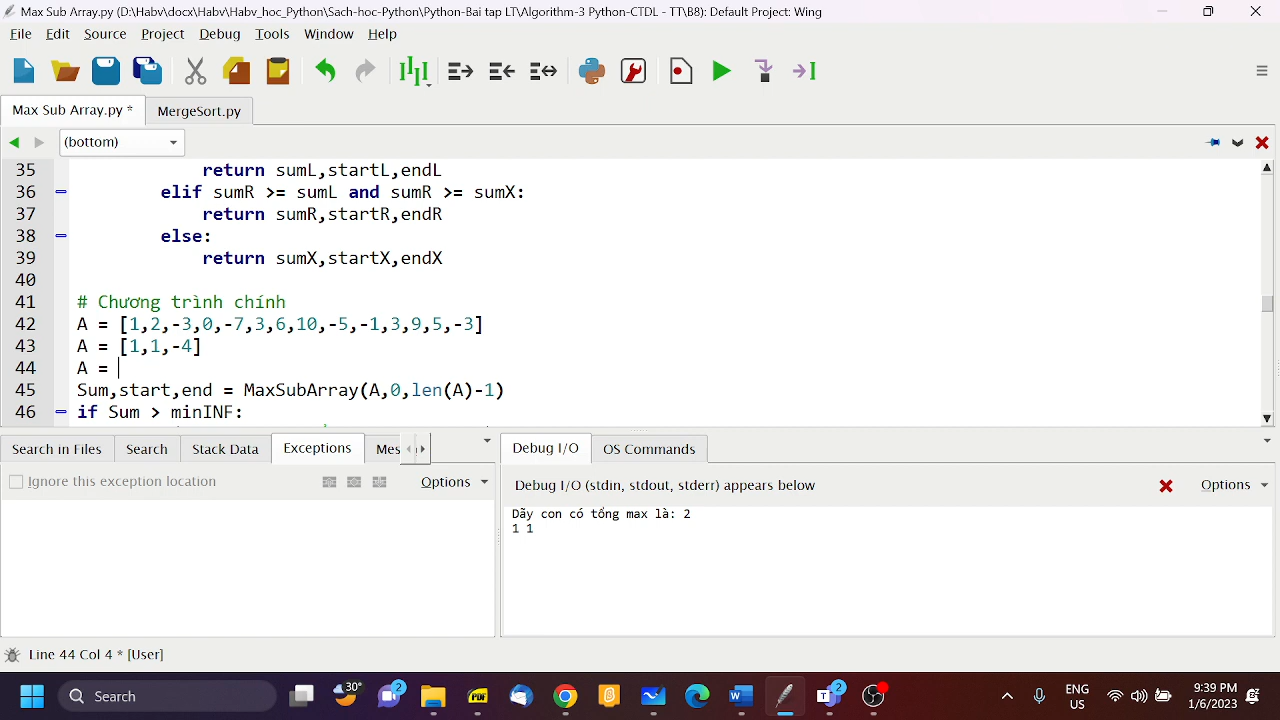 Max Sub Array.py (D:\Habv\docx\Habv\Habv_hoc_Python\Sach-hoc-Python\Python-Bai tap LT\Algorithm-3 Python-CTDL - TT\B8): Default Project: Wing
File Edit Source Project Debug Tools Window Help
Max Sub Array.py * MergeSort.py
(bottom)
35 return sumL,startL,endL
36 elif sumR >= sumL and sumR >= sumX:
37 return sumR,startR,endR
38 else:
39 return sumX,startX,endX
40
41 # Chương trình chính
42 A = [1,2,-3,0,-7,3,6,10,-5,-1,3,9,5,-3]
43 A = [1,1,-4]
44 A =
45 Sum,start,end = MaxSubArray(A,0,len(A)-1)
46 if Sum > minINF:
Search in Files Search Stack Data Exceptions Mes
Debug I/O OS Commands
Ignore this exception location Options
Debug I/O (stdin, stdout, stderr) appears below Options
Dãy con có tổng max là: 2
1 1
Line 44 Col 4 * [User]
Search 30° 2 PDF 2 ENG US 9:39 PM 1/6/2023